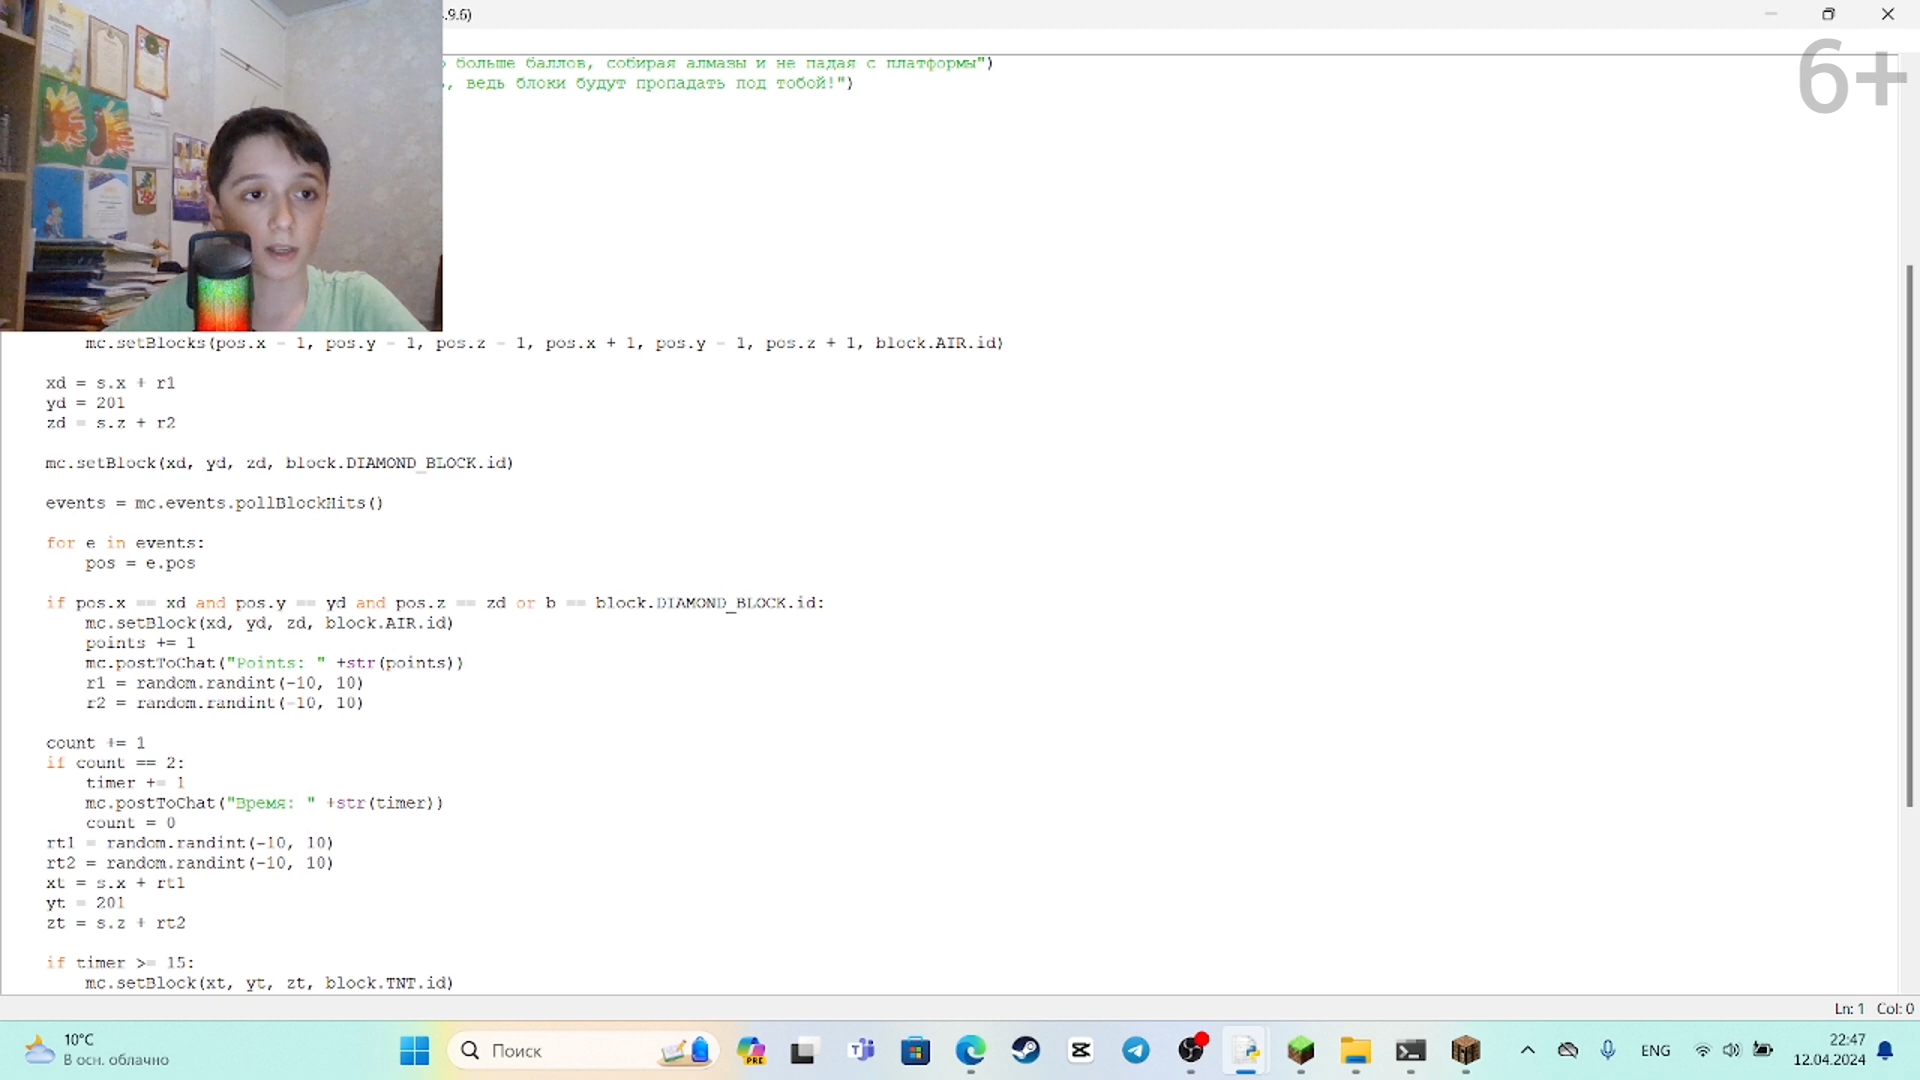 .9.6)
6+
больше баллов, собирая алмазы и не падая с платформы")
, ведь блоки будут пропадать под тобой!")
mc.setBlocks(pos.x - 1, pos.y - 1, pos.z - 1, pos.x + 1, pos.y - 1, pos.z + 1, block.AIR.id)
xd = s.x + r1
yd = 201
zd = s.z + r2
mc.setBlock(xd, yd, zd, block.DIAMOND_BLOCK.id)
events = mc.events.pollBlockHits()
for e in events:
pos = e.pos
if pos.x == xd and pos.y == yd and pos.z == zd or b == block.DIAMOND_BLOCK.id:
mc.setBlock(xd, yd, zd, block.AIR.id)
points += 1
mc.postToChat("Points: " +str(points))
r1 = random.randint(-10, 10)
r2 = random.randint(-10, 10)
count += 1
if count == 2:
timer += 1
mc.postToChat("Время: " +str(timer))
count = 0
rt1 = random.randint(-10, 10)
rt2 = random.randint(-10, 10)
xt = s.x + rt1
yt = 201
zt = s.z + rt2
if timer >= 15:
mc.setBlock(xt, yt, zt, block.TNT.id)
Ln: 1 Col: 0
10°C
В осн. облачно
Поиск
PRE
ENG
22:47
12.04.2024